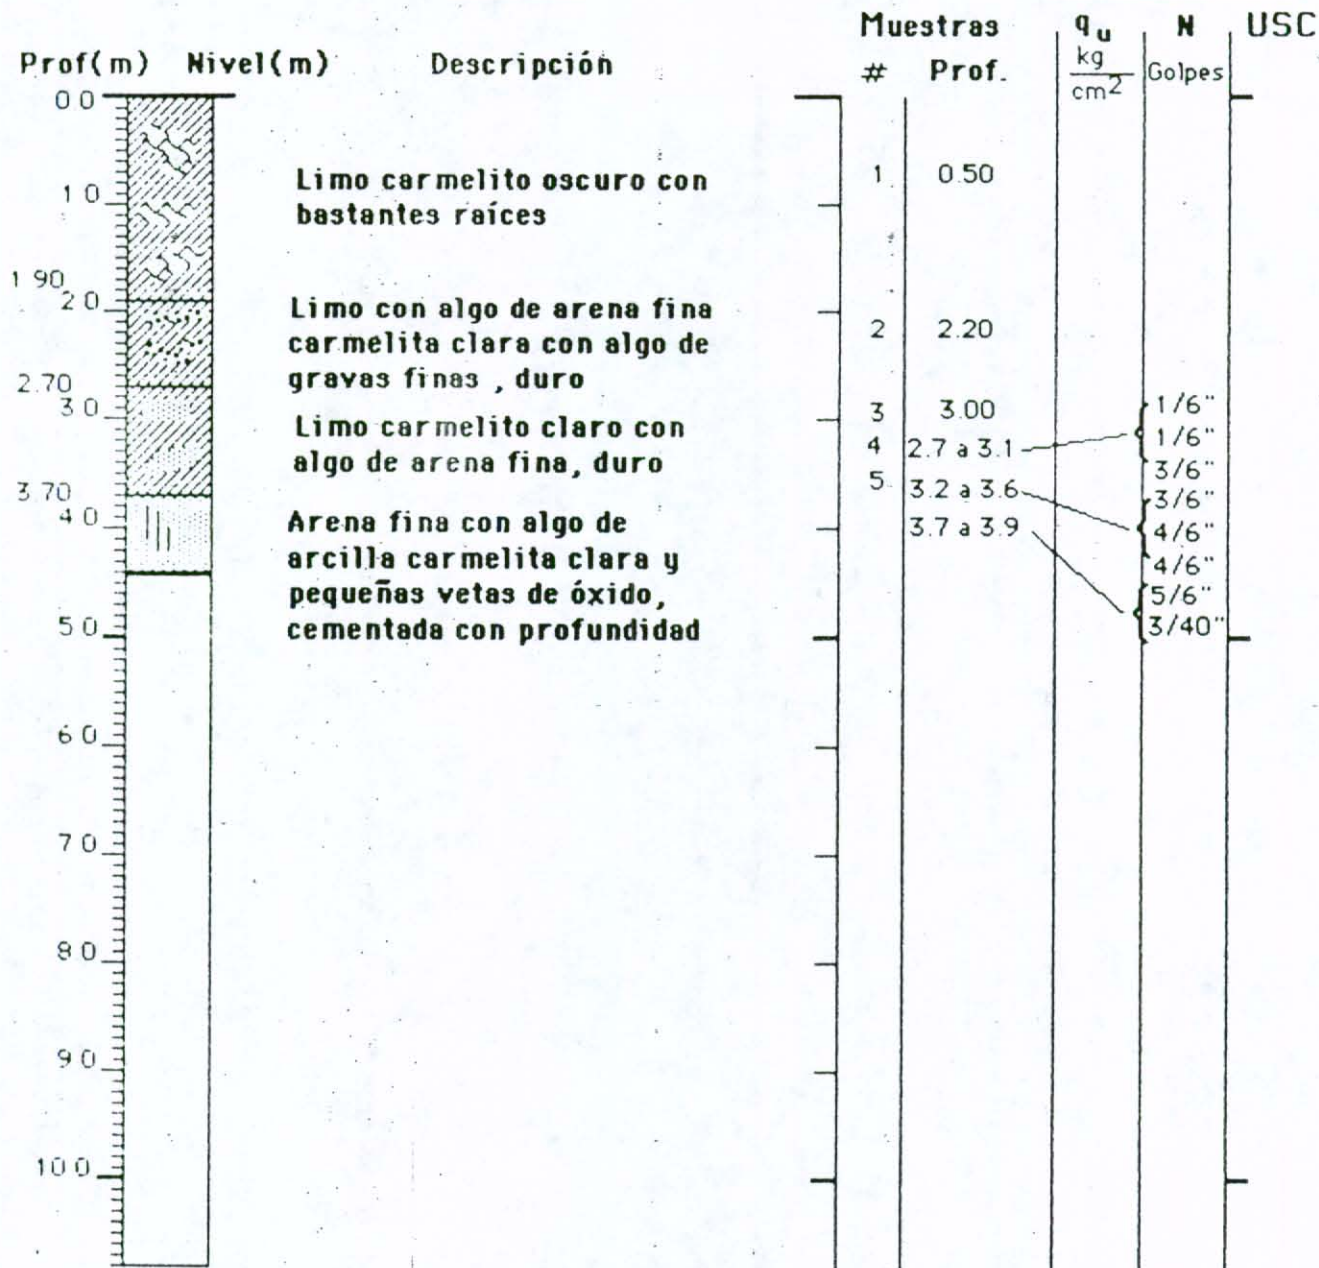 Muestras q u N USC
Prof(m) Nivel(m) Descripción # Prof. kg cm2 Golpes
0 0
1 0
1 90
2 0
2.70
3 0
3.70
4 0
5 0
6 0
7 0
8 0
9 0
10 0
Limo carmelito oscuro con
bastantes raíces
Limo con algo de arena fina
carmelita clara con algo de
gravas finas , duro
Limo carmelito claro con
algo de arena fina, duro
Arena fina con algo de
arcilla carmelita clara y
pequeñas vetas de óxido,
cementada con profundidad
1 0.50
2 2.20
3 3.00
4 2.7 a 3.1
5 3.2 a 3.6
3.7 a 3.9
1/6"
1/6"
3/6"
3/6"
4/6"
4/6"
5/6"
3/40"